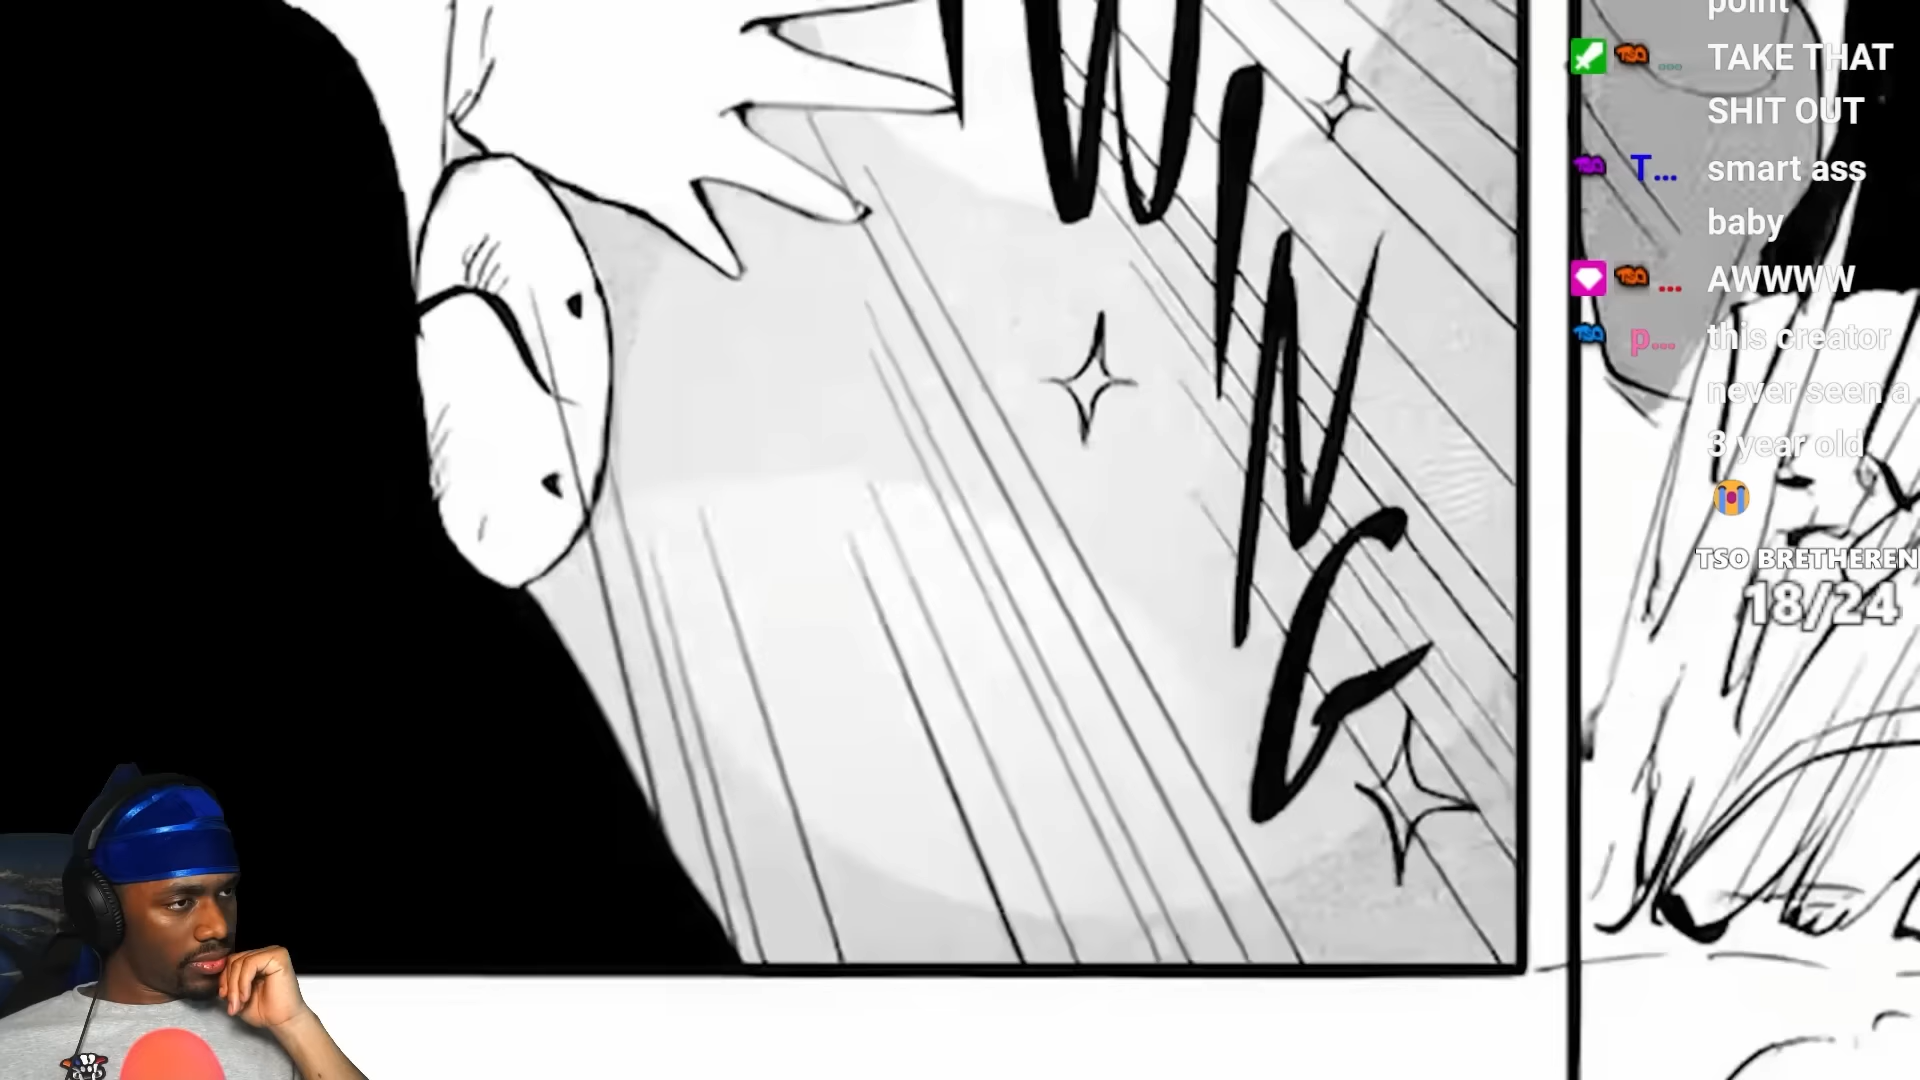 WING
point
TAKE THAT
SHIT OUT
T... smart ass
baby
AWWWW
p... this creator
never seen a
3 year old
TSO BRETHEREN
18/24